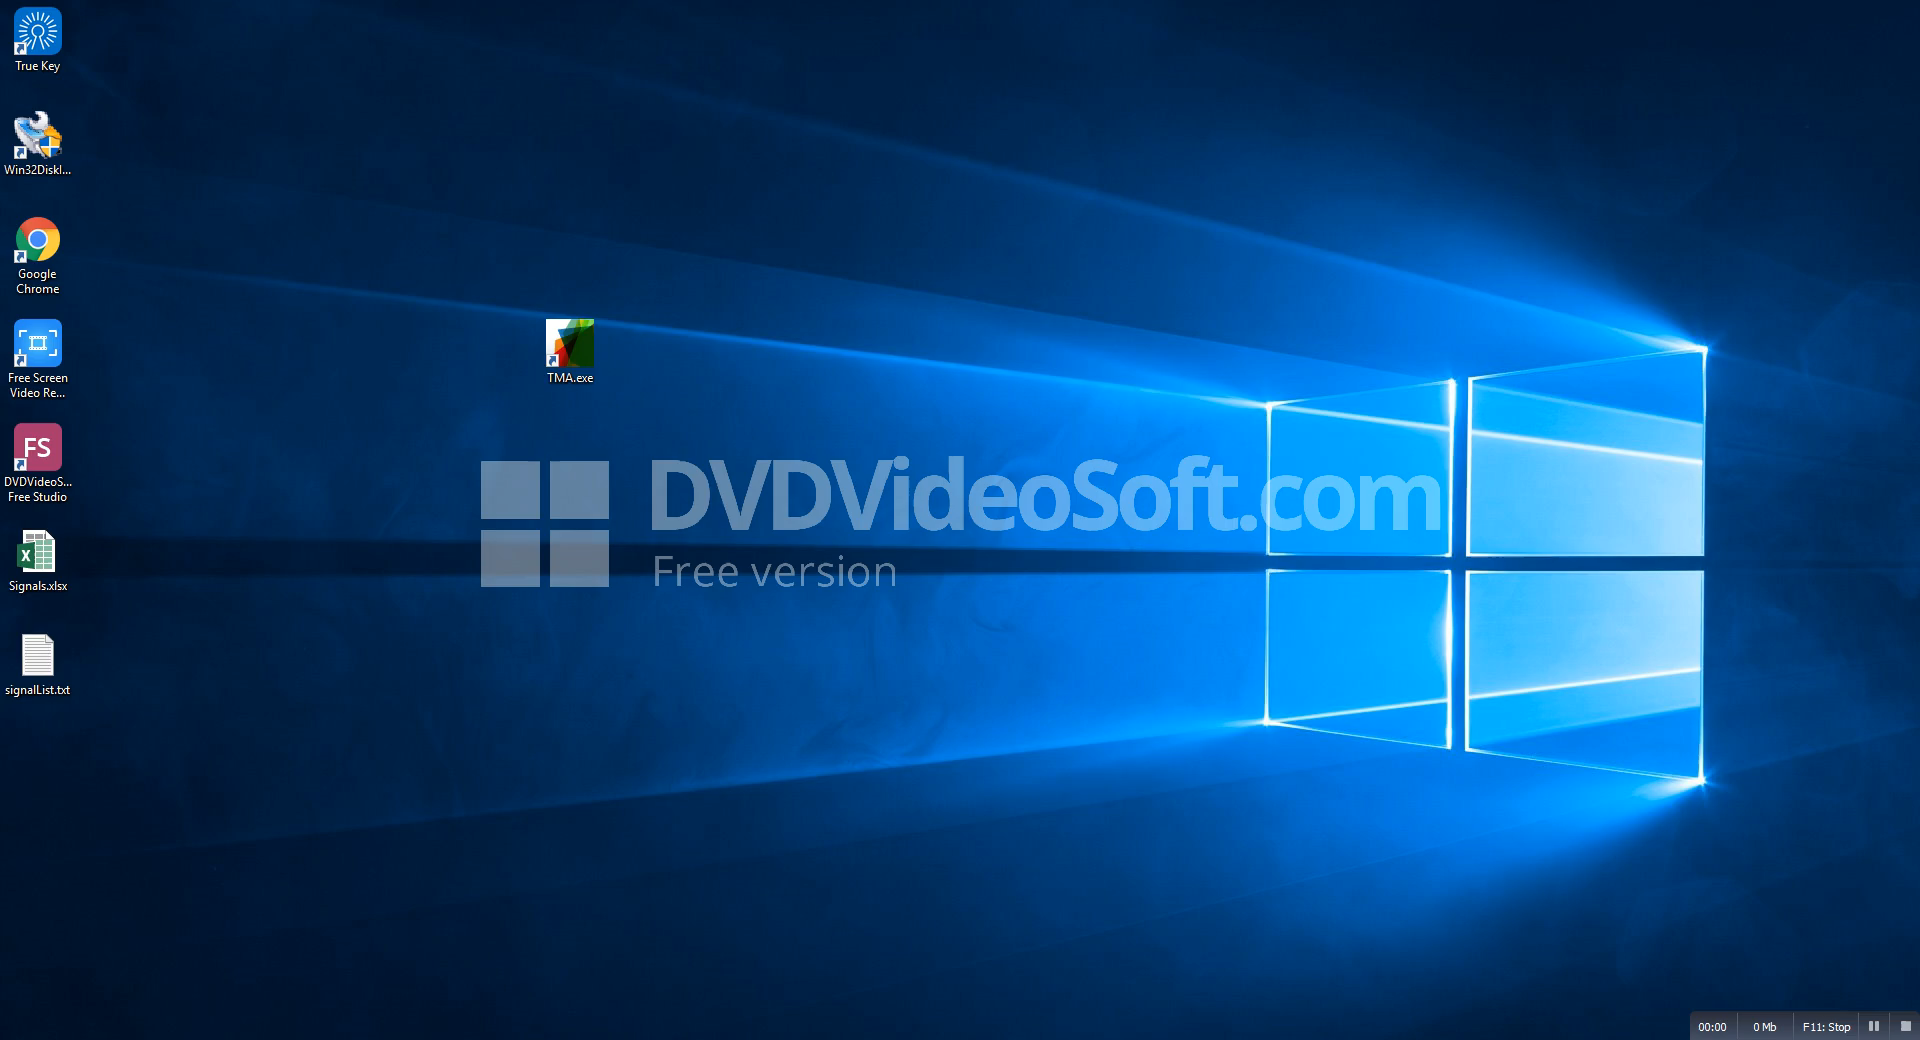 True Key
Win32DiskI...
Google
Chrome
Free Screen
Video Re...
FS
DVDVideoS...
Free Studio
X
Signals.xlsx
signalList.txt
TMA.exe
DVDVideoSoft.com
Free version
00:00
0 Mb
F11: Stop